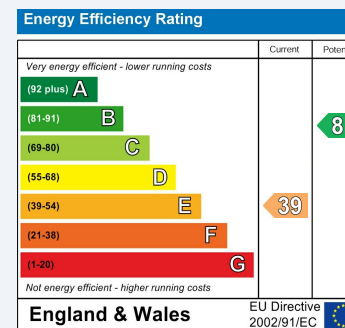 Energy Efficiency Rating
Current
Very energy efficient - lower running costs
(92 plus) A
(81-91) B
(69-80) C
(55-68) D
(39-54) E
39
(21-38) F
(1-20) G
Not energy efficient - higher running costs
England & Wales
EU Directive
2002/91/EC